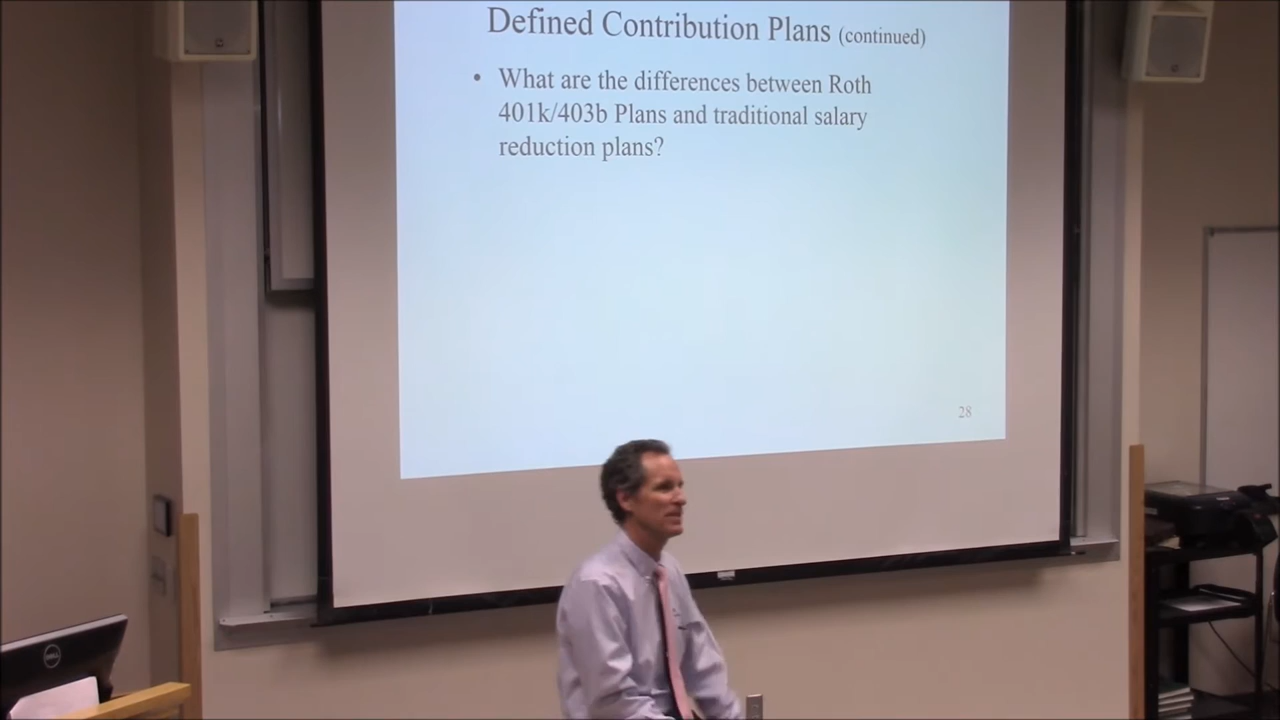 Defined Contribution Plans (continued)
• What are the differences between Roth
401k/403b Plans and traditional salary
reduction plans?
28
DELL